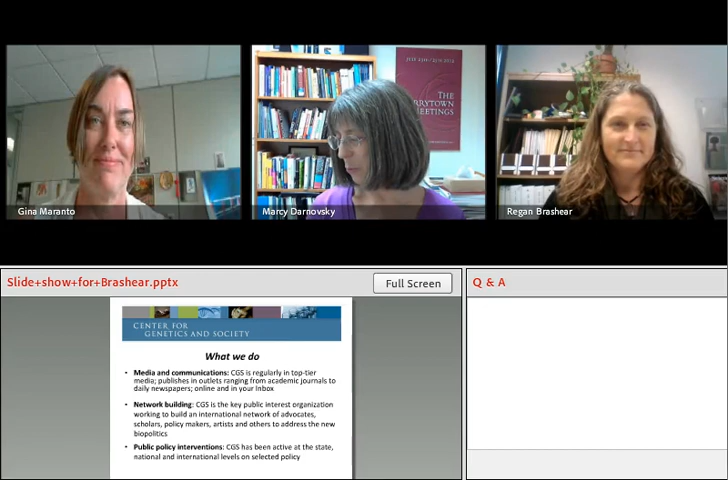 THE
MEETINGS
Gina Maranto
Marcy Darnovsky
Regan Brashear
Slide+show+for+Brashear.pptx
Full Screen
Q & A
CENTER FOR
GENETICS AND SOCIETY
What we do
• Media and communications: CGS is regularly in top-tier
media; publishes in outlets ranging from academic journals to
daily newspapers; online and in your Inbox
• Network building: CGS is the key public interest organization
working to build an international network of advocates,
scholars, policy makers, artists and others to address the new
biopolitics
• Public policy interventions: CGS has been active at the state,
national and international levels on selected policy